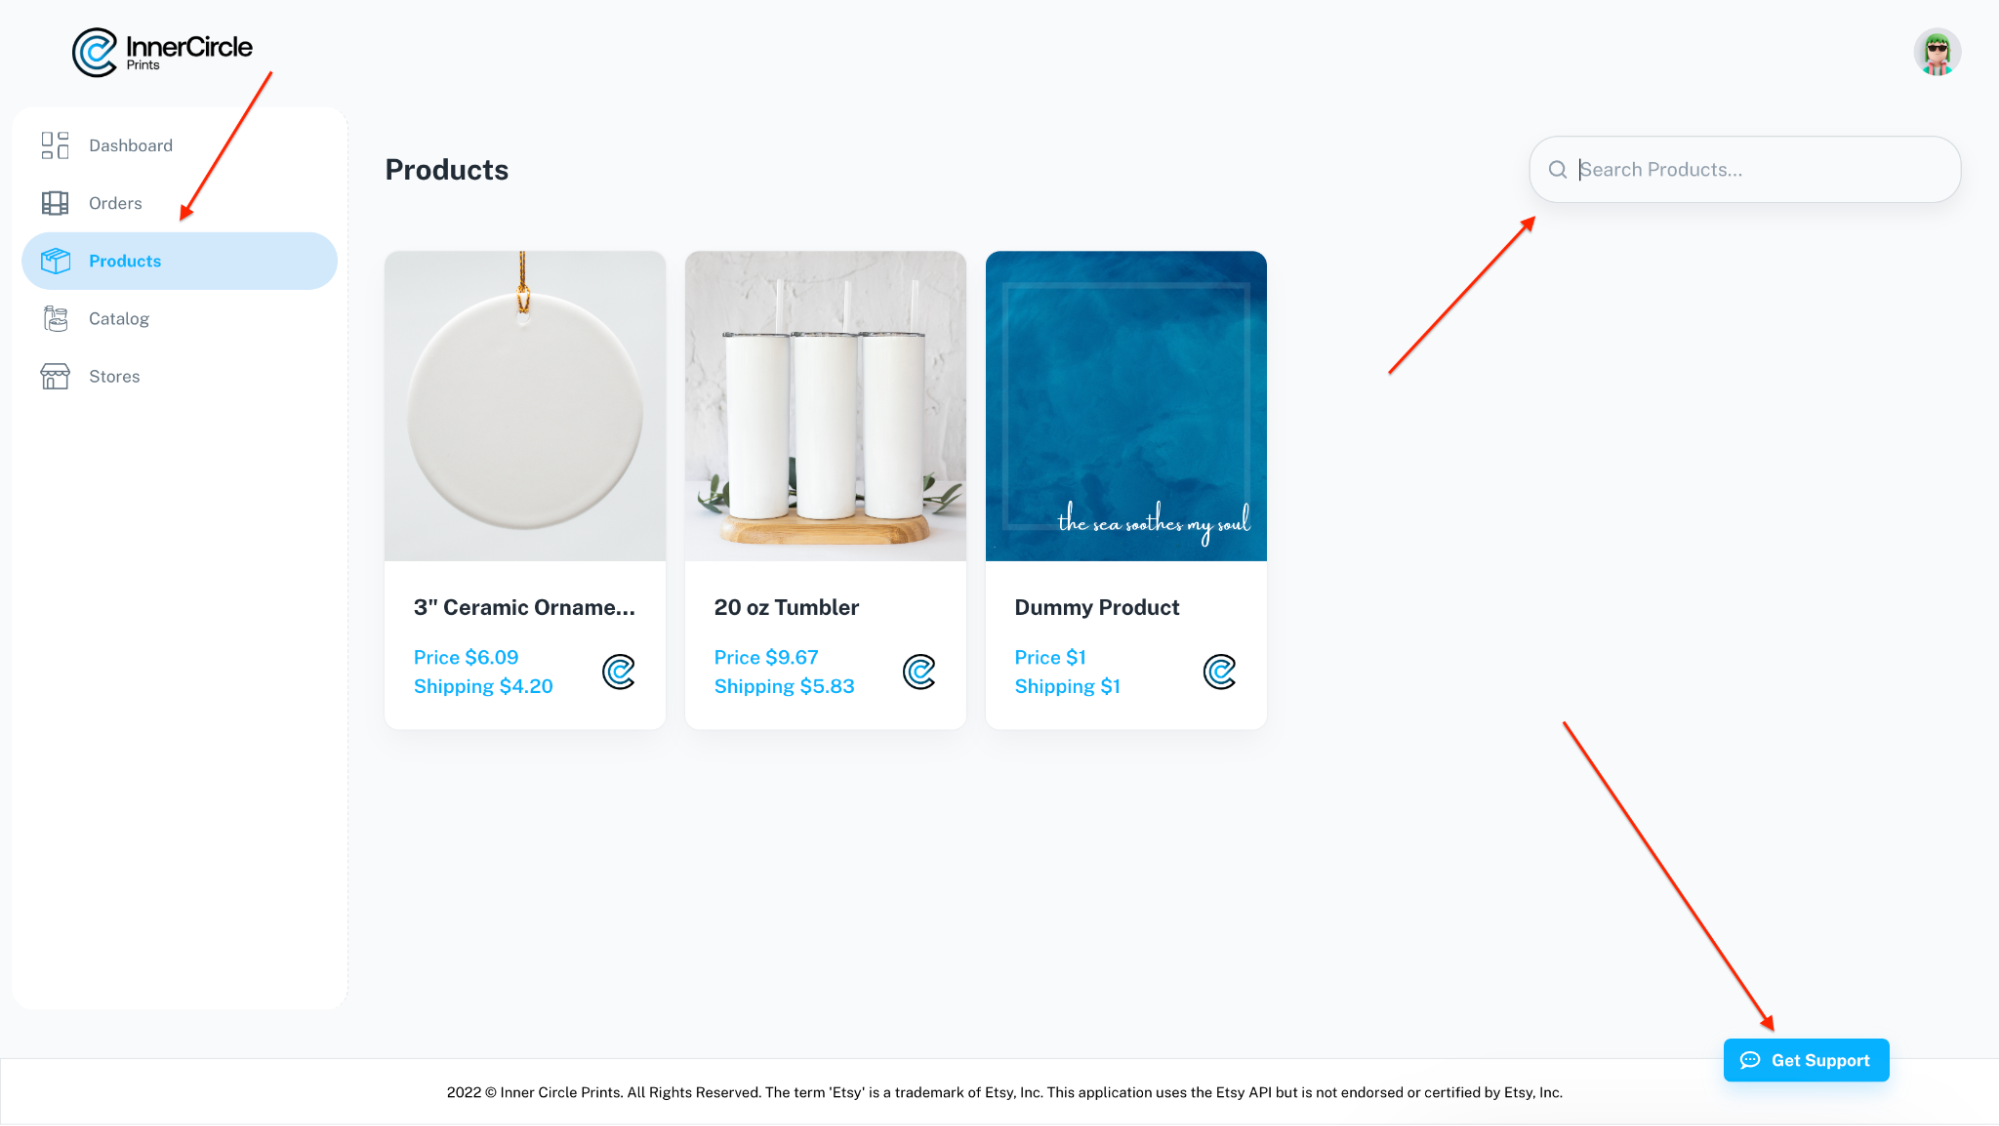 InnerCircle
Prints
Dashboard
Orders
Products
Catalog
Stores
Products
Search Products...
the sea soothes my soul
3" Ceramic Orname...
Price $6.09
Shipping $4.20
20 oz Tumbler
Price $9.67
Shipping $5.83
Dummy Product
Price $1
Shipping $1
Get Support
2022 © Inner Circle Prints. All Rights Reserved. The term 'Etsy' is a trademark of Etsy, Inc. This application uses the Etsy API but is not endorsed or certified by Etsy, Inc.